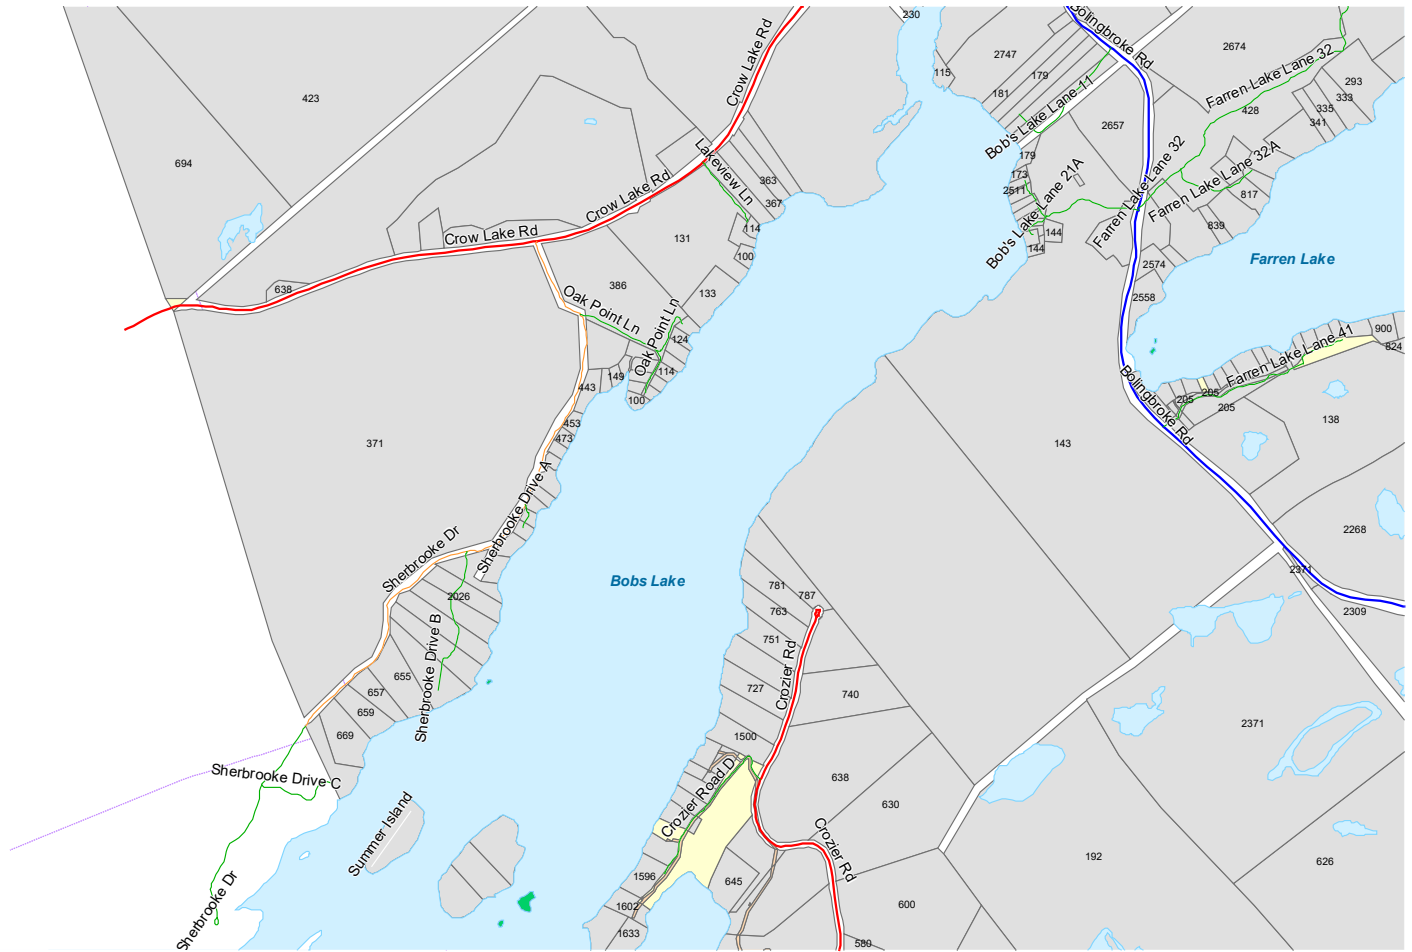 230
Bolingbroke Rd
2747
2674
Crow Lake Rd
115
179
Farren Lake Lane 32
293
333
181
Bob's Lake Lane 11
428
335
341
423
2657
694
Lakeview Ln
363
367
179
173
2511
Bob's Lake Lane 21A
Farren Lake Lane 32
Farren Lake Lane 32A
817
Crow Lake Rd
Crow Lake Rd
131
114
144
839
100
144
Farren Lake
2574
638
386
133
2558
Oak Point Ln
Oak Point Ln
124
900
824
Farren Lake Lane 41
149
114
443
100
Bolingbroke Rd
205
205
205
138
453
473
371
143
Sherbrooke Drive A
2268
Sherbrooke Dr
2371
Bobs Lake
781
787
2026
763
2309
751
Sherbrooke Drive B
Crozier Rd
655
657
727
740
659
2371
669
1500
Sherbrooke Drive C
638
Crozier Road D
630
Summer Island
Crozier Rd
192
626
1596
645
Sherbrooke Dr
1602
600
1633
580